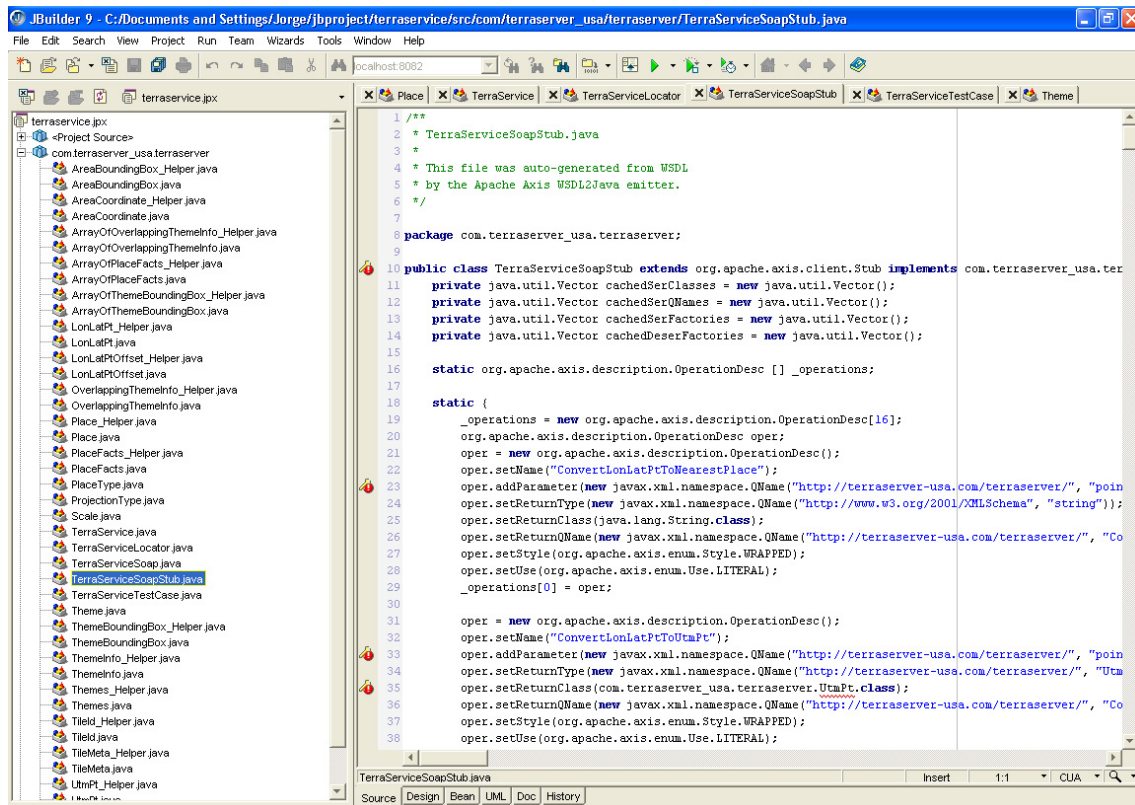 JBuilder 9 - C:/Documents and Settings/Jorge/jbproject/terraservice/src/com/terraserver_usa/terraserver/TerraServiceSoapStub.java
File Edit Search View Project Run Team Wizards Tools Window Help
ocalhost:8082
terraservice.jpx
Place TerraService TerraServiceLocator TerraServiceSoapStub TerraServiceTestCase Theme
terraservice.jpx
<Project Source>
com.terraserver_usa.terraserver
AreaBoundingBox_Helper.java
AreaBoundingBox.java
AreaCoordinate_Helper.java
AreaCoordinate.java
ArrayOfOverlappingThemeInfo_Helper.java
ArrayOfOverlappingThemeInfo.java
ArrayOfPlaceFacts_Helper.java
ArrayOfPlaceFacts.java
ArrayOfThemeBoundingBox_Helper.java
ArrayOfThemeBoundingBox.java
LonLatPt_Helper.java
LonLatPt.java
LonLatPtOffset_Helper.java
LonLatPtOffset.java
OverlappingThemeInfo_Helper.java
OverlappingThemeInfo.java
Place_Helper.java
Place.java
PlaceFacts_Helper.java
PlaceFacts.java
PlaceType.java
ProjectionType.java
Scale.java
TerraService.java
TerraServiceLocator.java
TerraServiceSoap.java
TerraServiceSoapStub.java
TerraServiceTestCase.java
Theme.java
ThemeBoundingBox_Helper.java
ThemeBoundingBox.java
ThemeInfo_Helper.java
ThemeInfo.java
Themes_Helper.java
Themes.java
TileId_Helper.java
TileId.java
TileMeta_Helper.java
TileMeta.java
UtmPt_Helper.java
UtmPt.java
1 /**
2 * TerraServiceSoapStub.java
3 *
4 * This file was auto-generated from WSDL
5 * by the Apache Axis WSDL2Java emitter.
6 */
7
8 package com.terraserver_usa.terraserver;
9
10 public class TerraServiceSoapStub extends org.apache.axis.client.Stub implements com.terraserver_usa.ter
11 private java.util.Vector cachedSerClasses = new java.util.Vector();
12 private java.util.Vector cachedSerQNames = new java.util.Vector();
13 private java.util.Vector cachedSerFactories = new java.util.Vector();
14 private java.util.Vector cachedDeserFactories = new java.util.Vector();
15
16 static org.apache.axis.description.OperationDesc [] _operations;
17
18 static {
19 _operations = new org.apache.axis.description.OperationDesc[16];
20 org.apache.axis.description.OperationDesc oper;
21 oper = new org.apache.axis.description.OperationDesc();
22 oper.setName("ConvertLonLatPtToNearestPlace");
23 oper.addParameter(new javax.xml.namespace.QName("http://terraserver-usa.com/terraserver/", "poin
24 oper.setReturnType(new javax.xml.namespace.QName("http://www.w3.org/2001/XMLSchema", "string"));
25 oper.setReturnClass(java.lang.String.class);
26 oper.setReturnQName(new javax.xml.namespace.QName("http://terraserver-usa.com/terraserver/", "Co
27 oper.setStyle(org.apache.axis.enum.Style.WRAPPED);
28 oper.setUse(org.apache.axis.enum.Use.LITERAL);
29 _operations[0] = oper;
30
31 oper = new org.apache.axis.description.OperationDesc();
32 oper.setName("ConvertLonLatPtToUtmPt");
33 oper.addParameter(new javax.xml.namespace.QName("http://terraserver-usa.com/terraserver/", "poin
34 oper.setReturnType(new javax.xml.namespace.QName("http://terraserver-usa.com/terraserver/", "Utm
35 oper.setReturnClass(com.terraserver_usa.terraserver.UtmPt.class);
36 oper.setReturnQName(new javax.xml.namespace.QName("http://terraserver-usa.com/terraserver/", "Co
37 oper.setStyle(org.apache.axis.enum.Style.WRAPPED);
38 oper.setUse(org.apache.axis.enum.Use.LITERAL);
TerraServiceSoapStub.java Insert 1:1 CUA
Source Design Bean UML Doc History